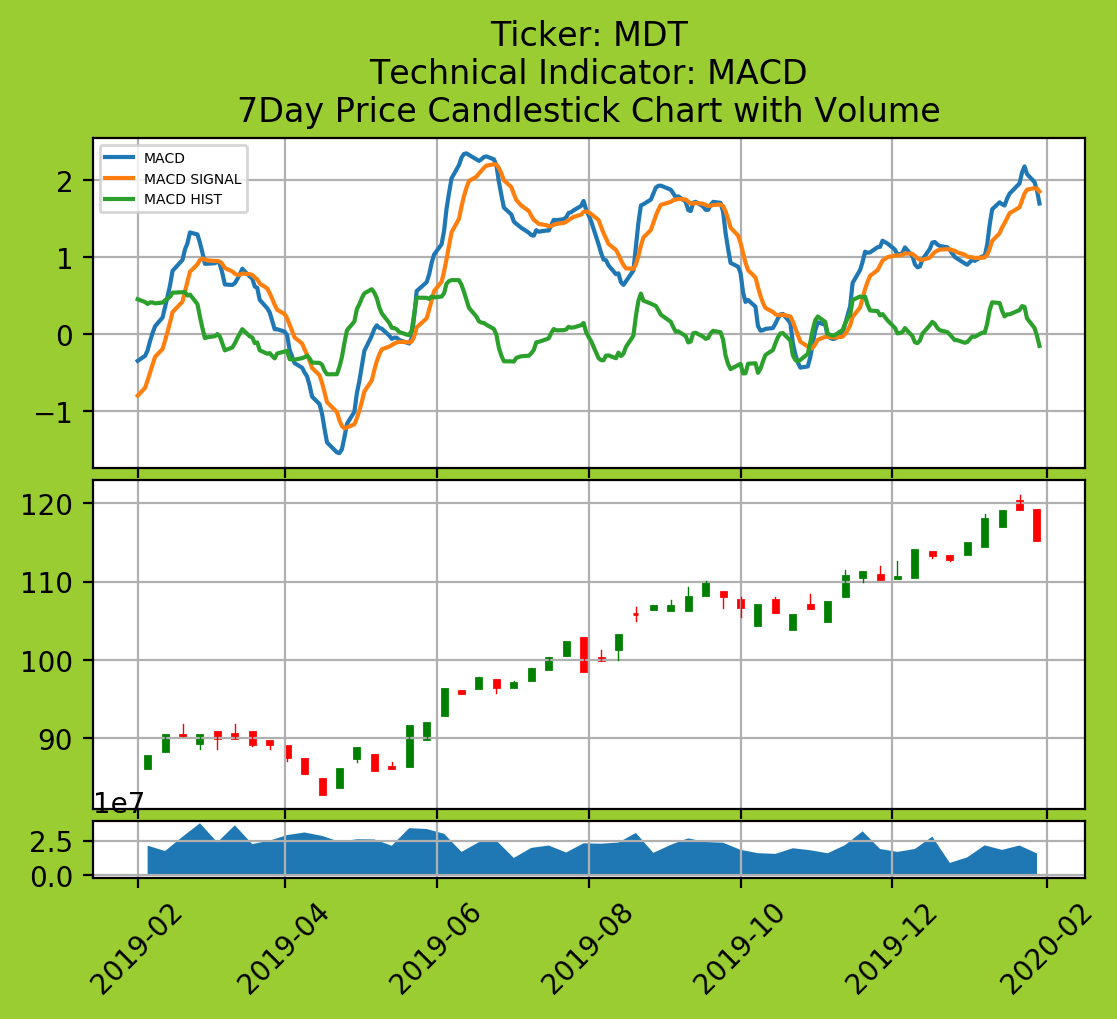 Ticker: MDT
Technical Indicator: MACD
7Day Price Candlestick Chart with Volume
MACD
MACD SIGNAL
MACD HIST
2
1
0
−1
120
110
100
90
1e7
2.5
0.0
2019-02
2019-04
2019-06
2019-08
2019-10
2019-12
2020-02